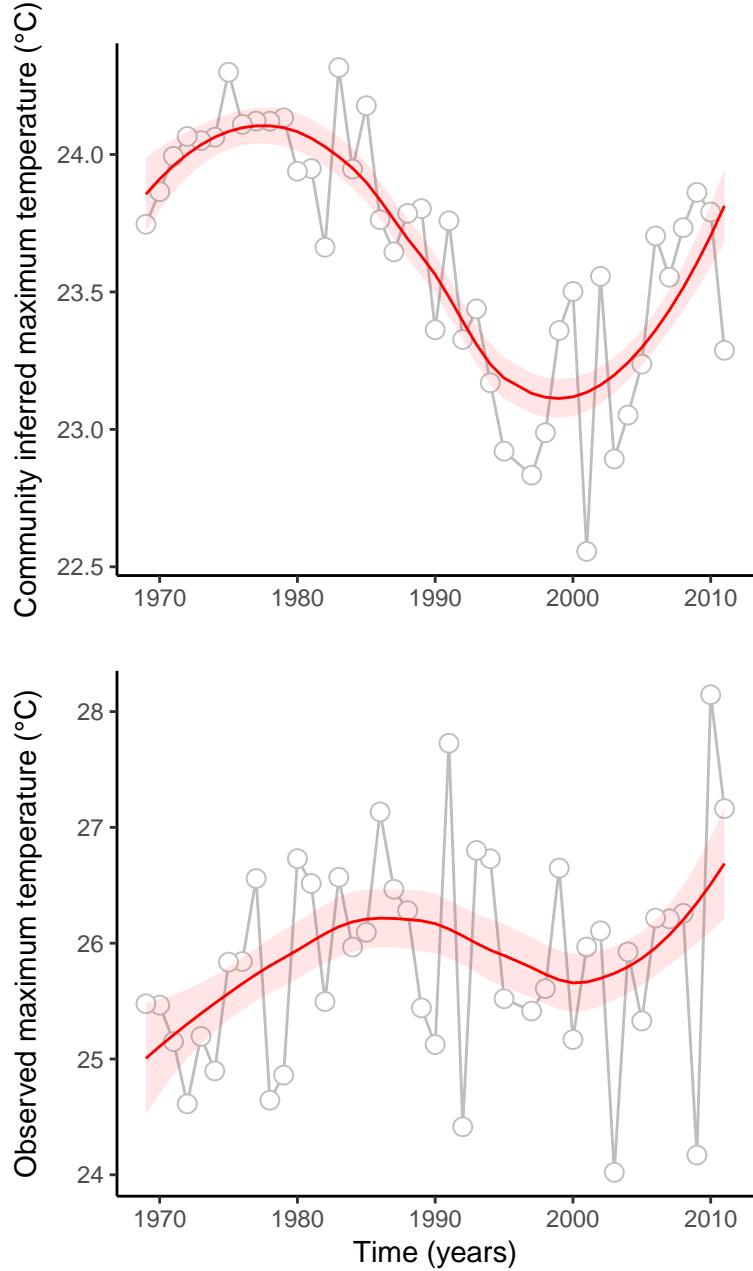 Community inferred maximum temperature (°C)
24.0
23.5
23.0
22.5
1970 1980 1990 2000 2010
Observed maximum temperature (°C)
28
27
26
25
24
1970 1980 1990 2000 2010
Time (years)